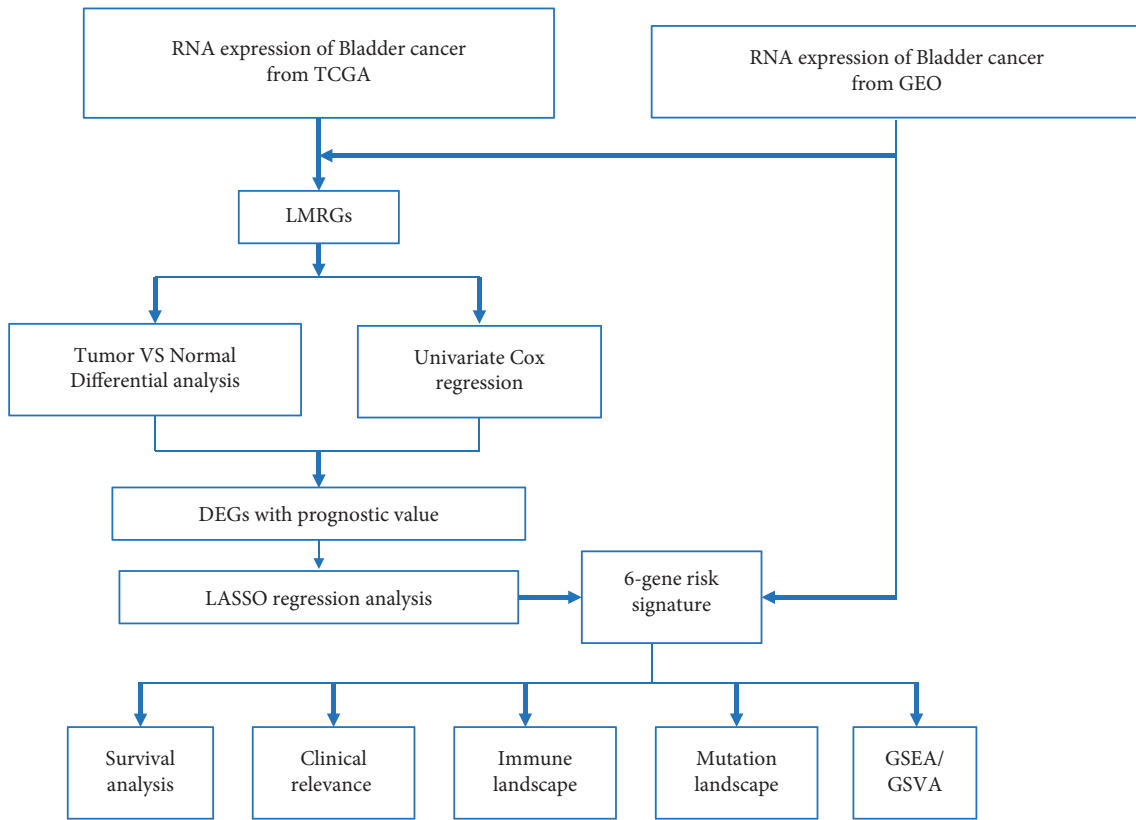 RNA expression of Bladder cancer
from TCGA
RNA expression of Bladder cancer
from GEO
LMRGs
Tumor VS Normal
Differential analysis
Univariate Cox
regression
DEGs with prognostic value
LASSO regression analysis
6-gene risk
signature
Survival
analysis
Clinical
relevance
Immune
landscape
Mutation
landscape
GSEA/
GSVA